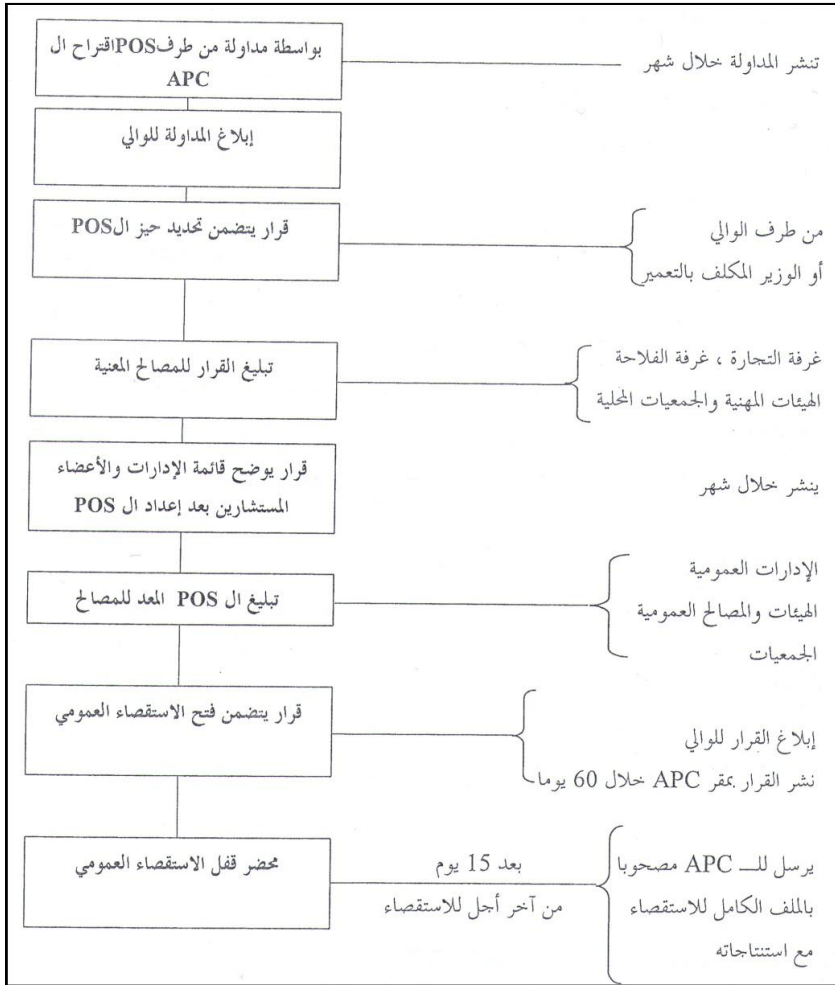 بواسطة مداولة من طرف POSاقتراح ال
APC
تنشر المداولة خلال شهر
إبلاغ المداولة للوالي
قرار يتضمن تحديد حيز الPOS
من طرف الوالي
أو الوزير المكلف بالتعمير
تبليغ القرار للمصالح المعنية
غرفة التجارة ، غرفة الفلاحة
الهيئات المهنية والجمعيات المحلية
قرار يوضح قائمة الإدارات والأعضاء
المستشارين بعد إعداد ال POS
ينشر خلال شهر
تبليغ ال POS المعد للمصالح
الإدارات العمومية
الهيئات والمصالح العمومية
الجمعيات
قرار يتضمن فتح الاستقصاء العمومي
إبلاغ القرار للوالي
نشر القرار بمقر APC خلال 60 يوما
محضر قفل الاستقصاء العمومي
بعد 15 يوم
من آخر أجل للاستقصاء
يرسل للـــ APC مصحوبا
بالملف الكامل للاستقصاء
مع استنتاجاته